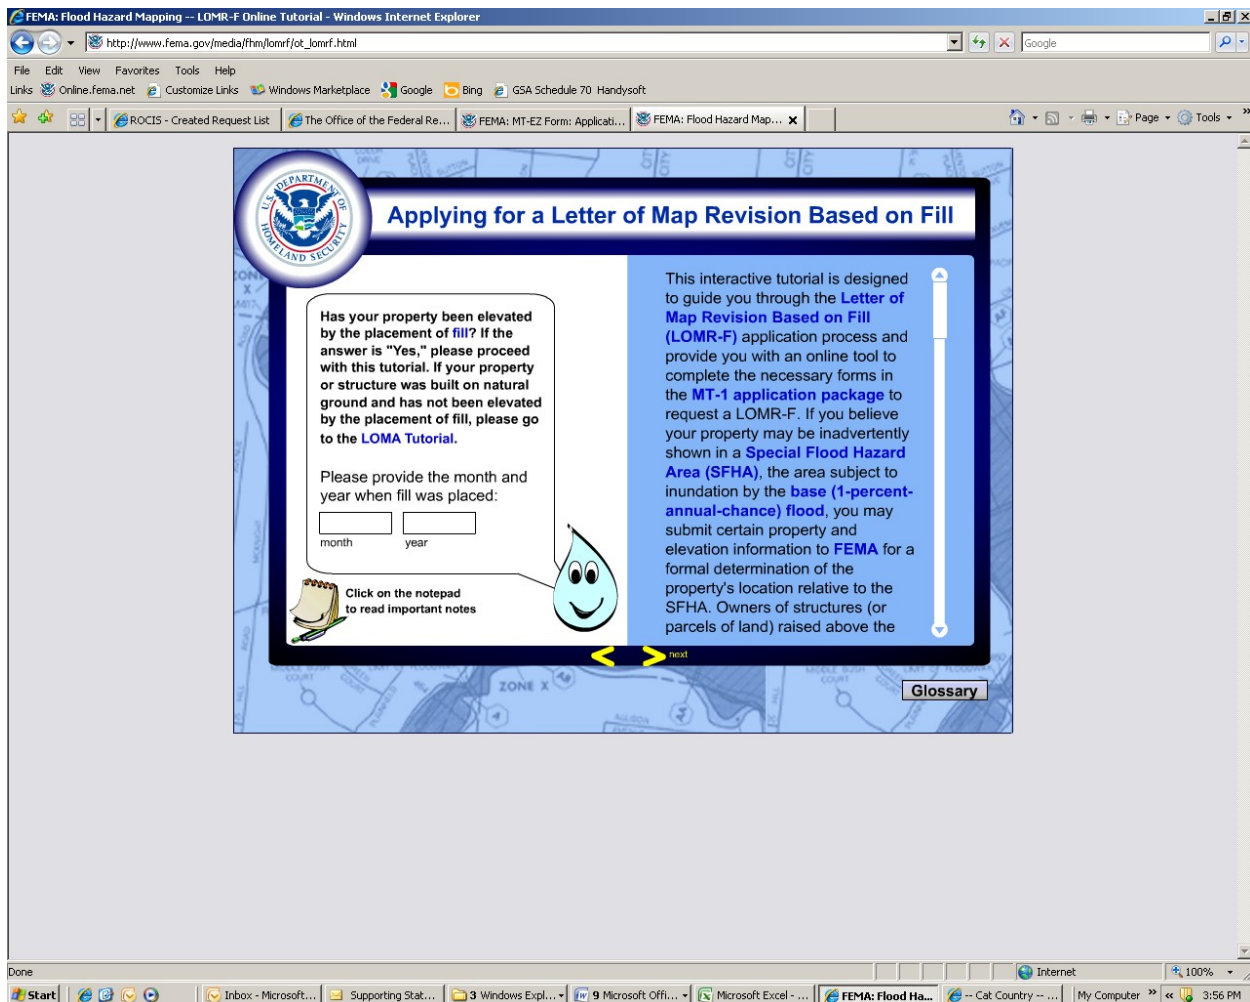 FEMA: Flood Hazard Mapping -- LOMR-F Online Tutorial - Windows Internet Explorer
http://www.fema.gov/media/fhm/lomrf/ot_lomrf.html
Google
File Edit View Favorites Tools Help
Links Online.fema.net Customize Links Windows Marketplace Google Bing GSA Schedule 70 Handysoft
ROCIS - Created Request List The Office of the Federal Re... FEMA: MT-EZ Form: Applicati... FEMA: Flood Hazard Map... Page Tools
U.S. DEPARTMENT OF HOMELAND SECURITY
Applying for a Letter of Map Revision Based on Fill
Has your property been elevated
by the placement of fill? If the
answer is "Yes," please proceed
with this tutorial. If your property
or structure was built on natural
ground and has not been elevated
by the placement of fill, please go
to the LOMA Tutorial.
Please provide the month and
year when fill was placed:
month year
Click on the notepad
to read important notes
This interactive tutorial is designed
to guide you through the Letter of
Map Revision Based on Fill
(LOMR-F) application process and
provide you with an online tool to
complete the necessary forms in
the MT-1 application package to
request a LOMR-F. If you believe
your property may be inadvertently
shown in a Special Flood Hazard
Area (SFHA), the area subject to
inundation by the base (1-percent-
annual-chance) flood, you may
submit certain property and
elevation information to FEMA for a
formal determination of the
property's location relative to the
SFHA. Owners of structures (or
parcels of land) raised above the
< > next
ZONE X
Glossary
Done Internet 100%
Start Inbox - Microsoft... Supporting Stat... 3 Windows Expl... 9 Microsoft Offi... Microsoft Excel - ... FEMA: Flood Ha... -- Cat Country -- ... My Computer 3:56 PM